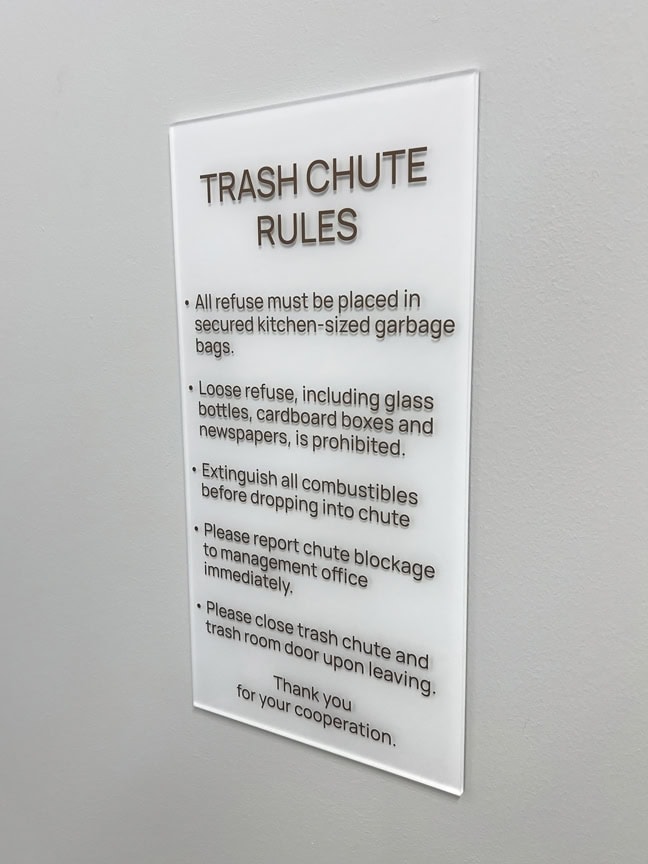 TRASH CHUTE
RULES
• All refuse must be placed in
secured kitchen-sized garbage
bags.
• Loose refuse, including glass
bottles, cardboard boxes and
newspapers, is prohibited.
• Extinguish all combustibles
before dropping into chute
• Please report chute blockage
to management office
immediately.
• Please close trash chute and
trash room door upon leaving.
Thank you
for your cooperation.